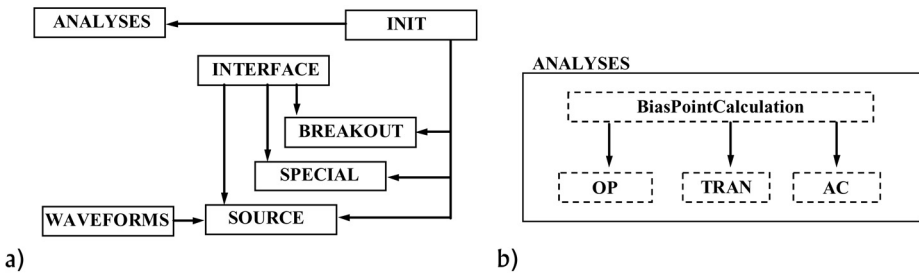 ANALYSES
INIT
INTERFACE
BREAKOUT
SPECIAL
WAVEFORMS
SOURCE
a)
ANALYSES
BiasPointCalculation
OP
TRAN
AC
b)